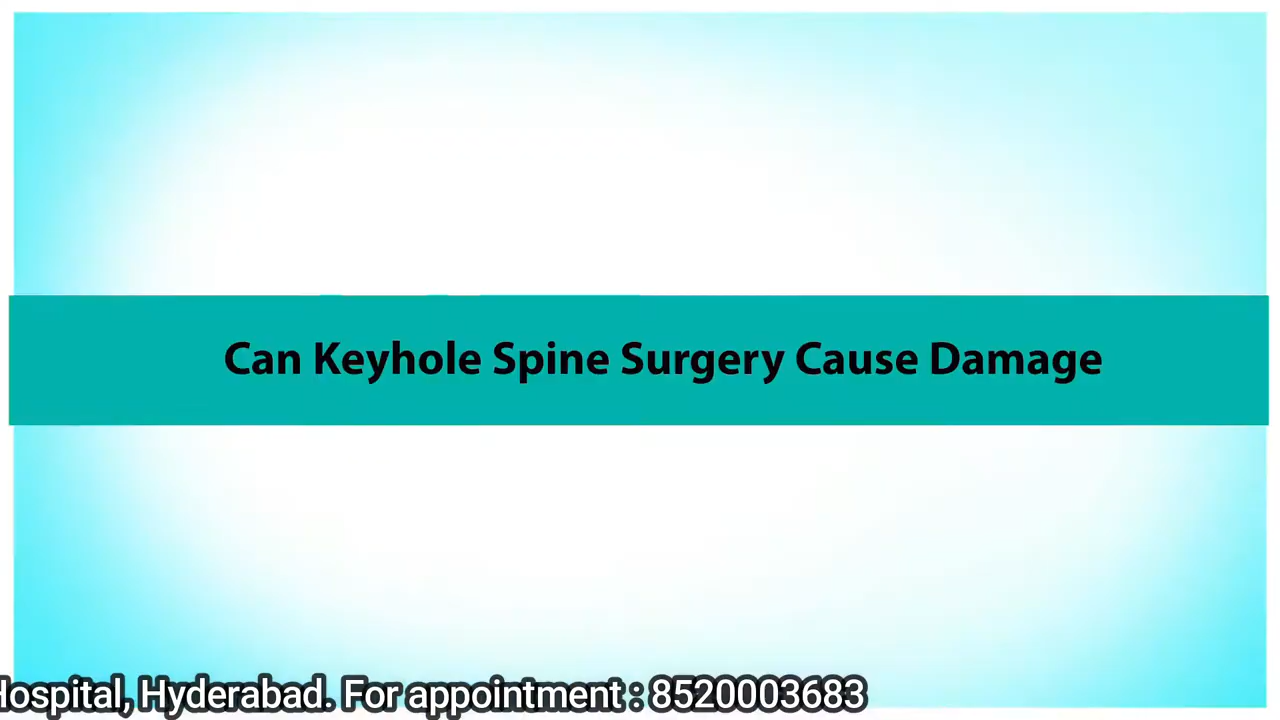 Can Keyhole Spine Surgery Cause Damage
Hospital, Hyderabad. For appointment : 8520003683